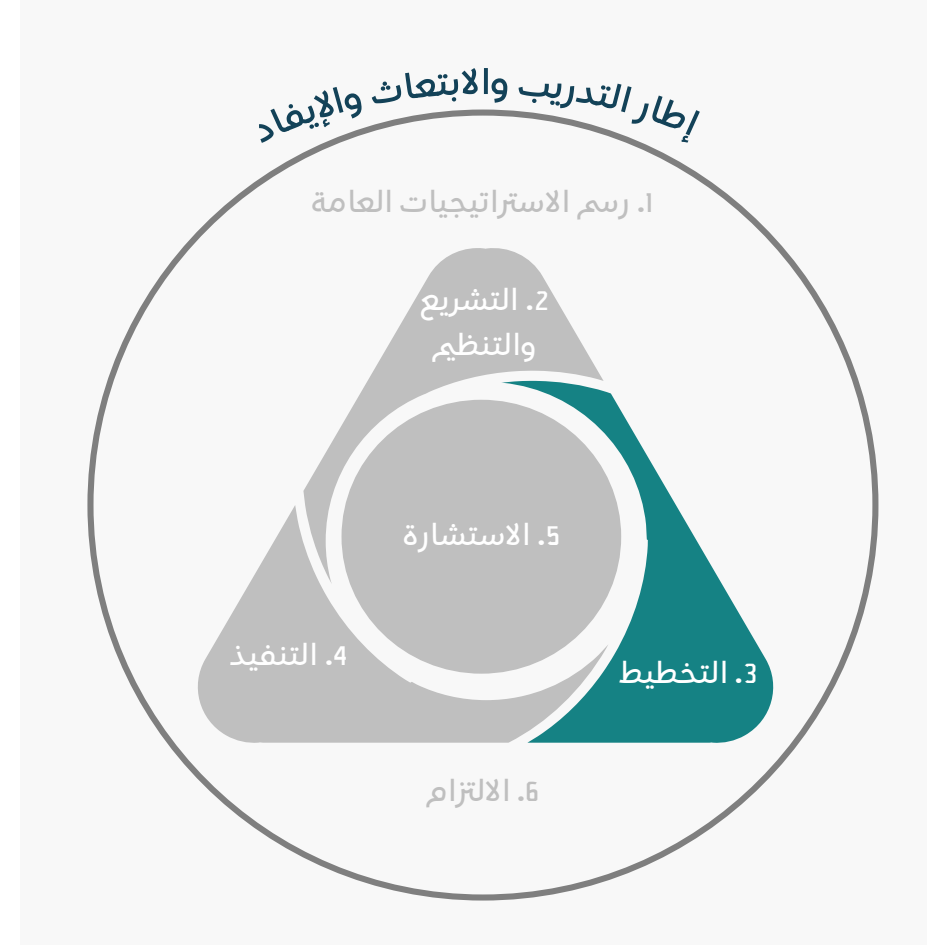 إطار التدريب والابتعاث والإيفاد
1. رسم الاستراتيجيات العامة
2. التشريع
والتنظيم
5. الاستشارة
4. التنفيذ
3. التخطيط
6. الالتزام